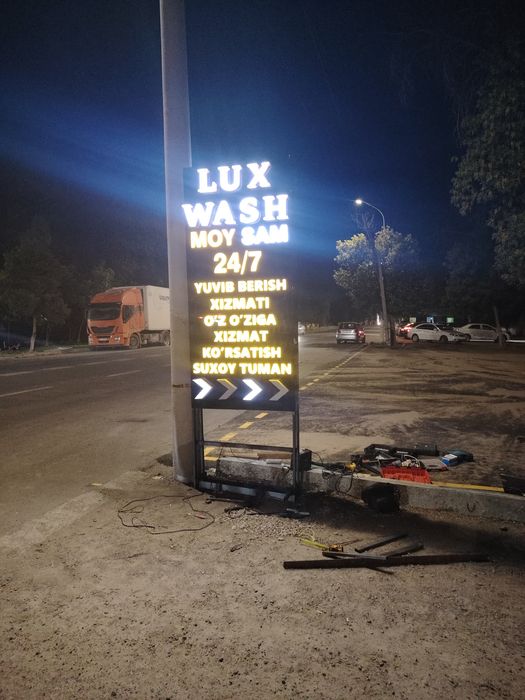 LUX
WASH
MOY SAM
24/7
YUVIB BERISH
XIZMATI
O'Z O'ZIGA
XIZMAT
KO'RSATISH
SUXOY TUMAN